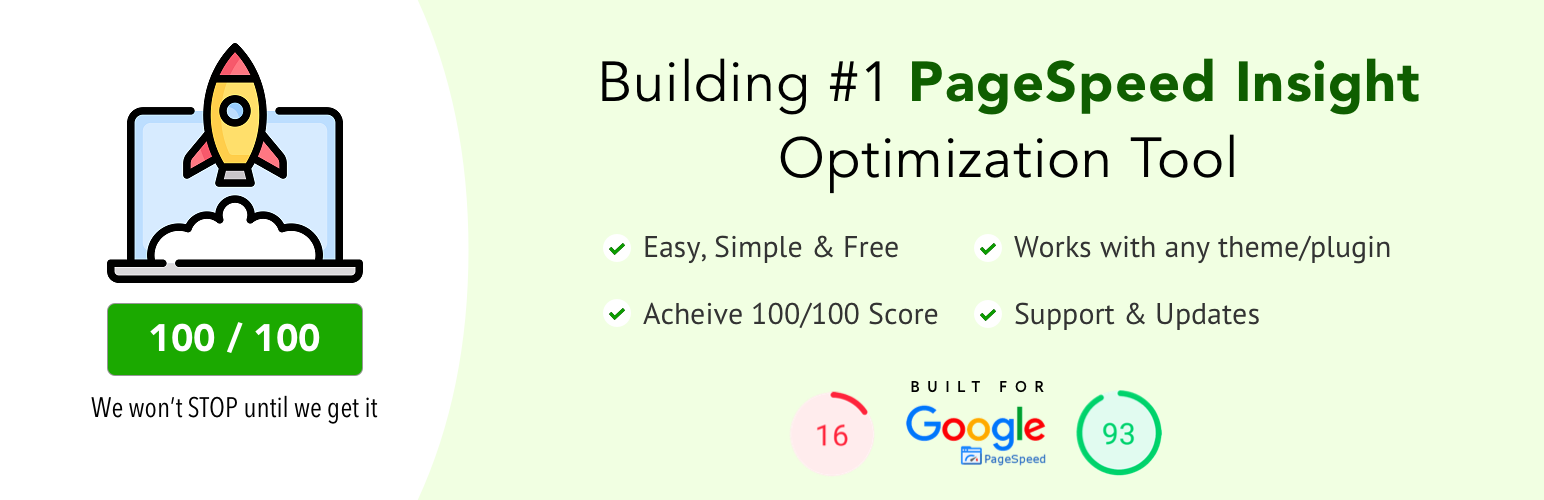 100 / 100
We won't STOP until we get it
Building #1 PageSpeed Insight
Optimization Tool
Easy, Simple & Free
Works with any theme/plugin
Acheive 100/100 Score
Support & Updates
BUILT FOR
16
Google
PageSpeed
93